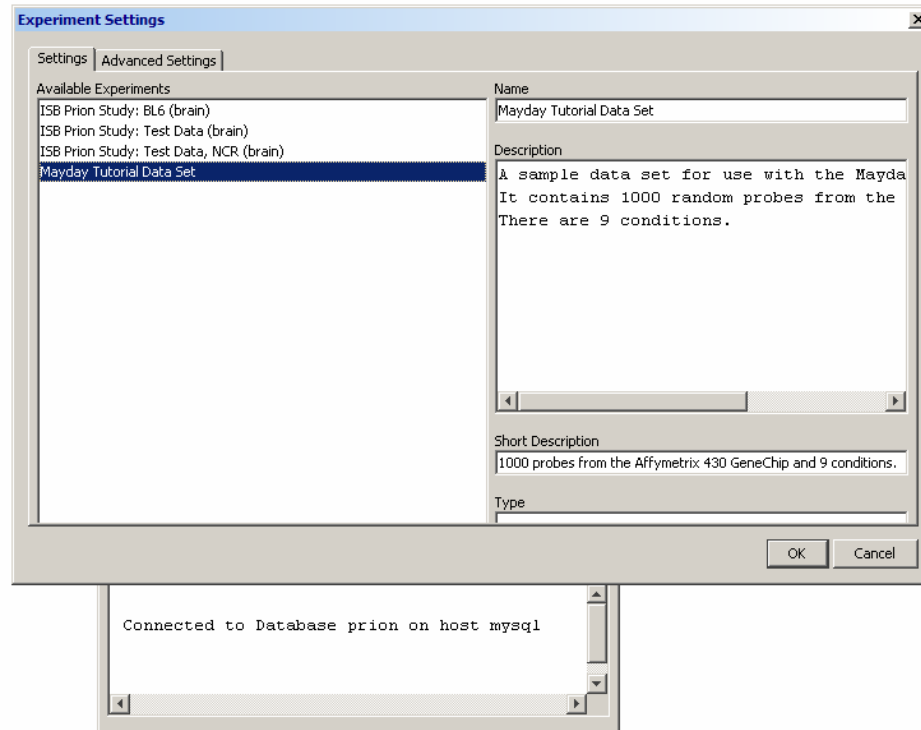 Experiment Settings
Settings
Advanced Settings
Available Experiments
ISB Prion Study: BL6 (brain)
ISB Prion Study: Test Data (brain)
ISB Prion Study: Test Data, NCR (brain)
Mayday Tutorial Data Set
Name
Mayday Tutorial Data Set
Description
A sample data set for use with the Mayda
It contains 1000 random probes from the
There are 9 conditions.
Short Description
1000 probes from the Affymetrix 430 GeneChip and 9 conditions.
Type
OK
Cancel
Connected to Database prion on host mysql